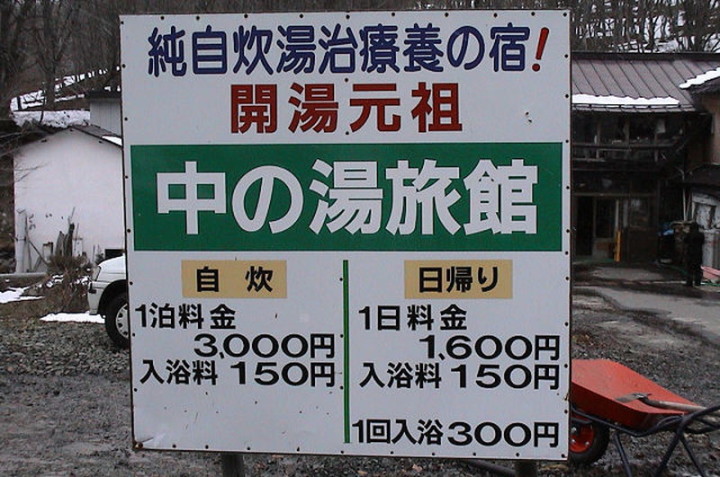 純自炊湯治療養の宿!
開湯元祖
中の湯旅館
自炊
1泊料金
3,000円
入浴料 150円
日帰り
1日料金
1,600円
入浴料 150円
1回入浴 300円